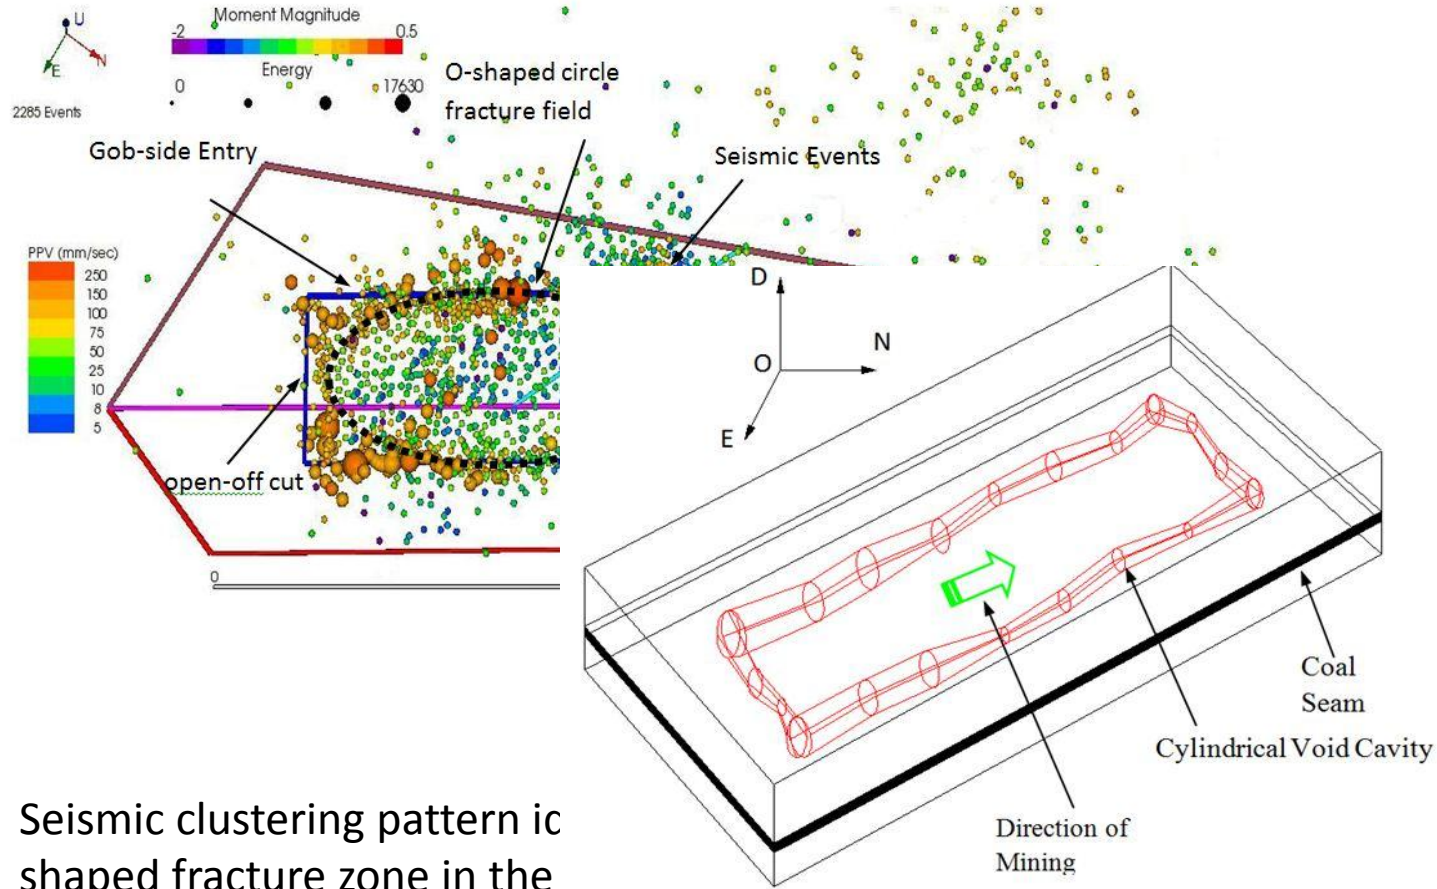 U
N
E
2285 Events
Moment Magnitude
-2 0.5
Energy
0 17630
O-shaped circle
fracture field
Gob-side Entry
Seismic Events
PPV (mm/sec)
250
150
100
75
50
25
10
8
5
open-off cut
0
D
N
O
E
Coal
Seam
Cylindrical Void Cavity
Direction of
Mining
Seismic clustering pattern
shaped fracture zone in the